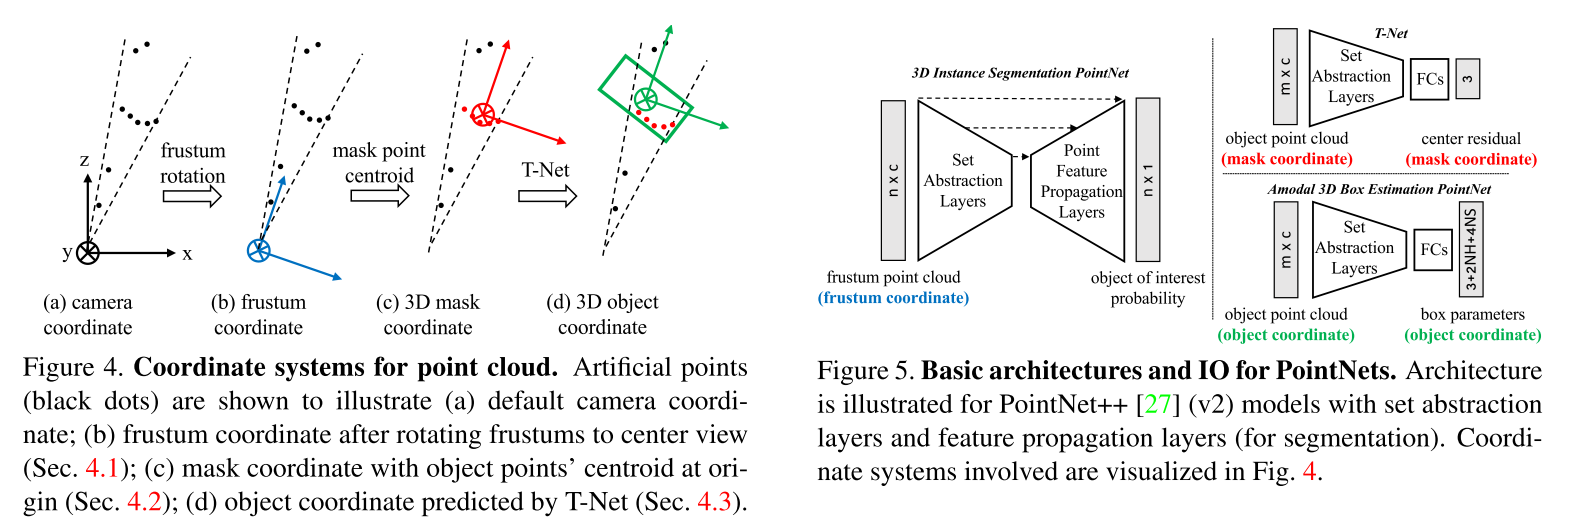 z
y
x
frustum
rotation
mask point
centroid
T-Net
(a) camera
coordinate
(b) frustum
coordinate
(c) 3D mask
coordinate
(d) 3D object
coordinate
Figure 4. Coordinate systems for point cloud. Artificial points
(black dots) are shown to illustrate (a) default camera coordi-
nate; (b) frustum coordinate after rotating frustums to center view
(Sec. 4.1); (c) mask coordinate with object points’ centroid at ori-
gin (Sec. 4.2); (d) object coordinate predicted by T-Net (Sec. 4.3).
3D Instance Segmentation PointNet
n x c
Set
Abstraction
Layers
Point
Feature
Propagation
Layers
n x 1
frustum point cloud
(frustum coordinate)
object of interest
probability
T-Net
m x c
Set
Abstraction
Layers
FCs
3
object point cloud
(mask coordinate)
center residual
(mask coordinate)
Amodal 3D Box Estimation PointNet
m x c
Set
Abstraction
Layers
FCs
3+2NH+4NS
object point cloud
(object coordinate)
box parameters
(object coordinate)
Figure 5. Basic architectures and IO for PointNets. Architecture
is illustrated for PointNet++ [27] (v2) models with set abstraction
layers and feature propagation layers (for segmentation). Coordi-
nate systems involved are visualized in Fig. 4.